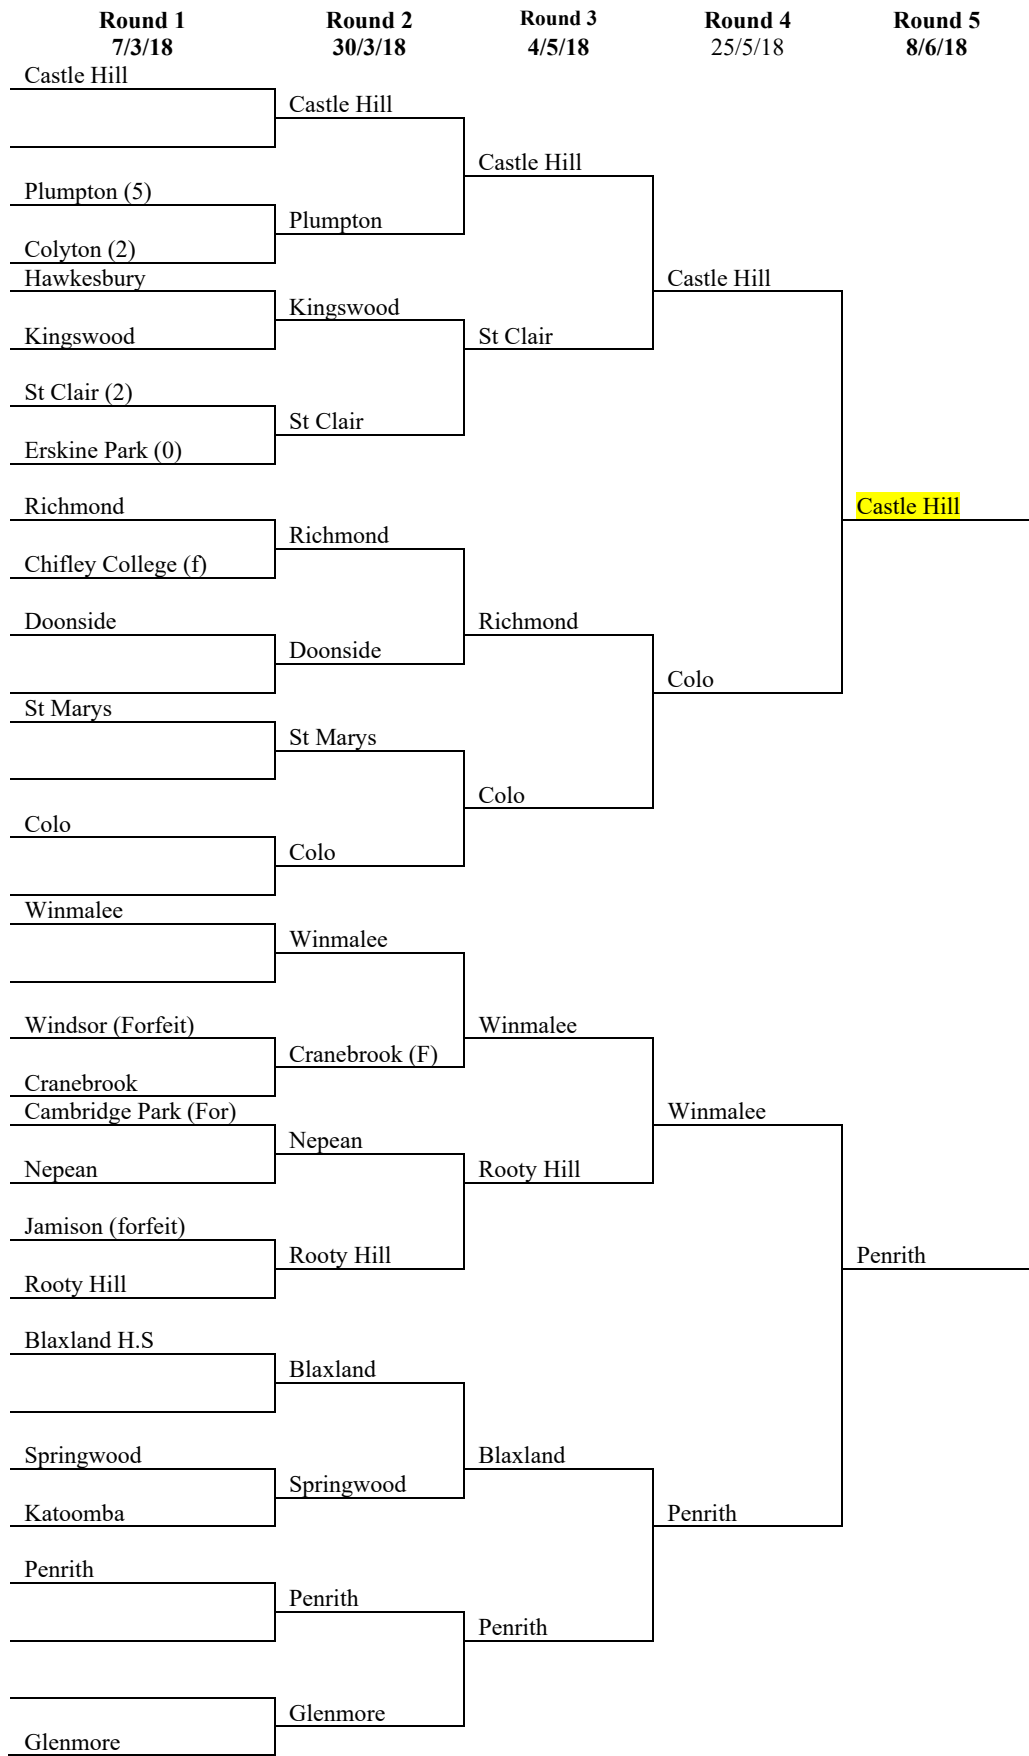 Round 1
7/3/18
Round 2
30/3/18
Round 3
4/5/18
Round 4
25/5/18
Round 5
8/6/18
Castle Hill
Castle Hill
Castle Hill
Plumpton (5)
Plumpton
Colyton (2)
Hawkesbury
Castle Hill
Kingswood
Kingswood
St Clair
St Clair (2)
St Clair
Erskine Park (0)
Richmond
Castle Hill
Richmond
Chifley College (f)
Doonside
Richmond
Doonside
Colo
St Marys
St Marys
Colo
Colo
Colo
Winmalee
Winmalee
Windsor (Forfeit)
Winmalee
Cranebrook (F)
Cranebrook
Cambridge Park (For)
Winmalee
Nepean
Nepean
Rooty Hill
Jamison (forfeit)
Rooty Hill
Penrith
Rooty Hill
Blaxland H.S
Blaxland
Springwood
Blaxland
Springwood
Katoomba
Penrith
Penrith
Penrith
Penrith
Glenmore
Glenmore